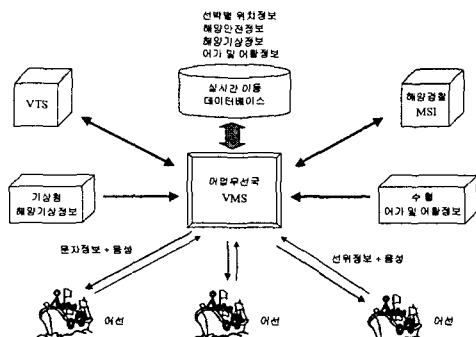 선박별 위치정보
해양안전정보
해양기상정보
어가 및 어황정보
실시간 이동
데이터베이스
VTS
해양경찰
MSI
어업무선국
VMS
기상청
해양기상정보
수협
어가 및 어황정보
문자정보 + 음성
선위정보 + 음성
어선
어선
어선